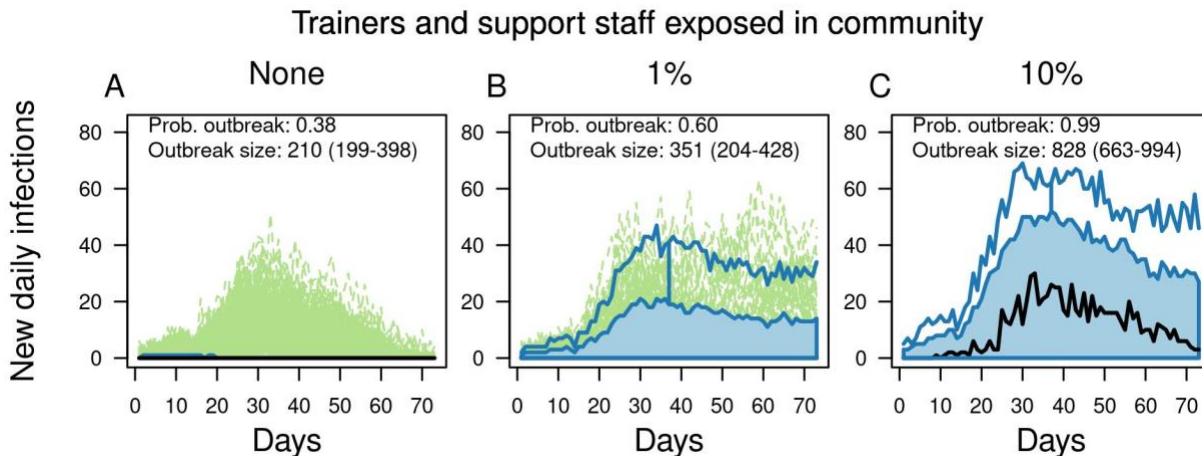 Trainers and support staff exposed in community
A None B 1% C 10%
New daily infections
Prob. outbreak: 0.38
Outbreak size: 210 (199-398)
80
60
40
20
0
0 10 20 30 40 50 60 70
Days
Prob. outbreak: 0.60
Outbreak size: 351 (204-428)
80
60
40
20
0
0 10 20 30 40 50 60 70
Days
Prob. outbreak: 0.99
Outbreak size: 828 (663-994)
80
60
40
20
0
0 10 20 30 40 50 60 70
Days